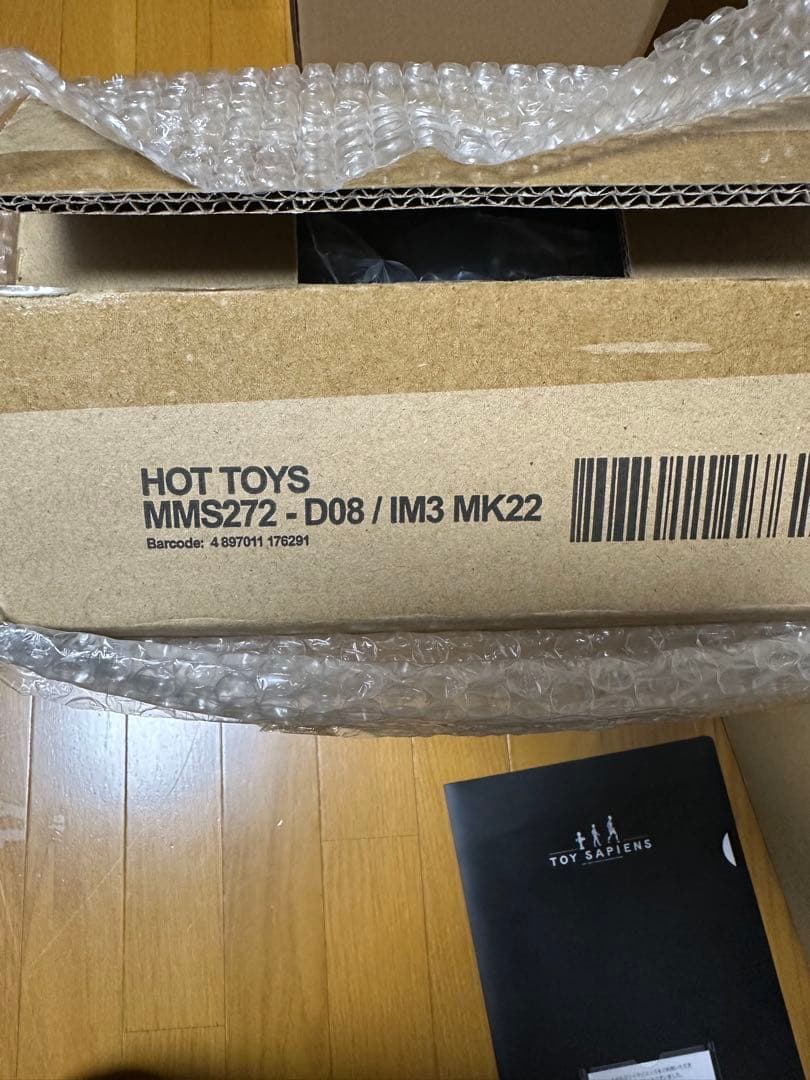 HOT TOYS
MMS272 - D08 / IM3 MK22
Barcode: 4 897011 176291
TOY SAPIENS